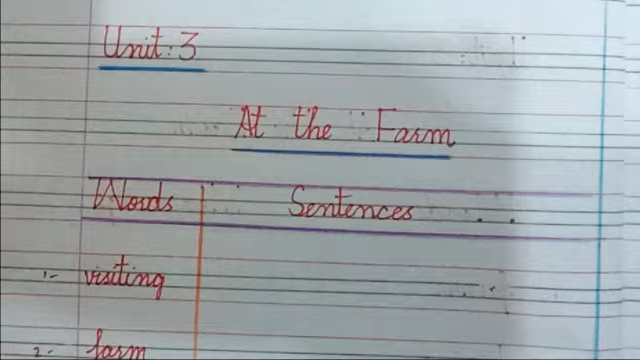 Unit:3
At the Farm
Words Sentences
1- visiting
2- farm